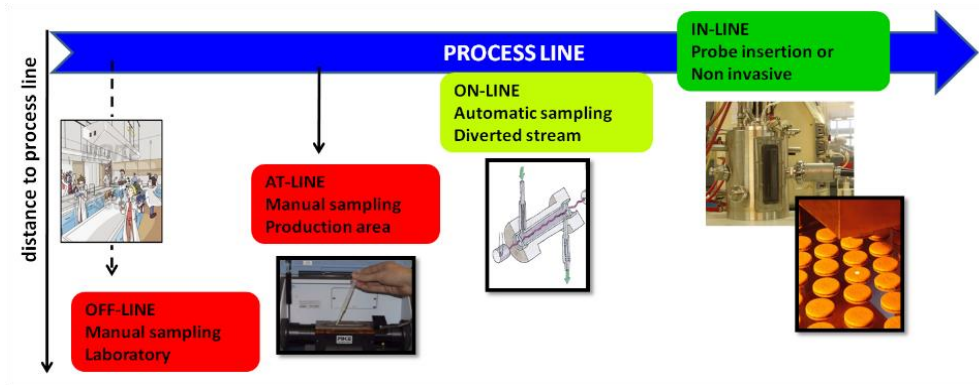 distance to process line
PROCESS LINE
OFF-LINE
Manual sampling
Laboratory
AT-LINE
Manual sampling
Production area
ON-LINE
Automatic sampling
Diverted stream
IN-LINE
Probe insertion or
Non invasive